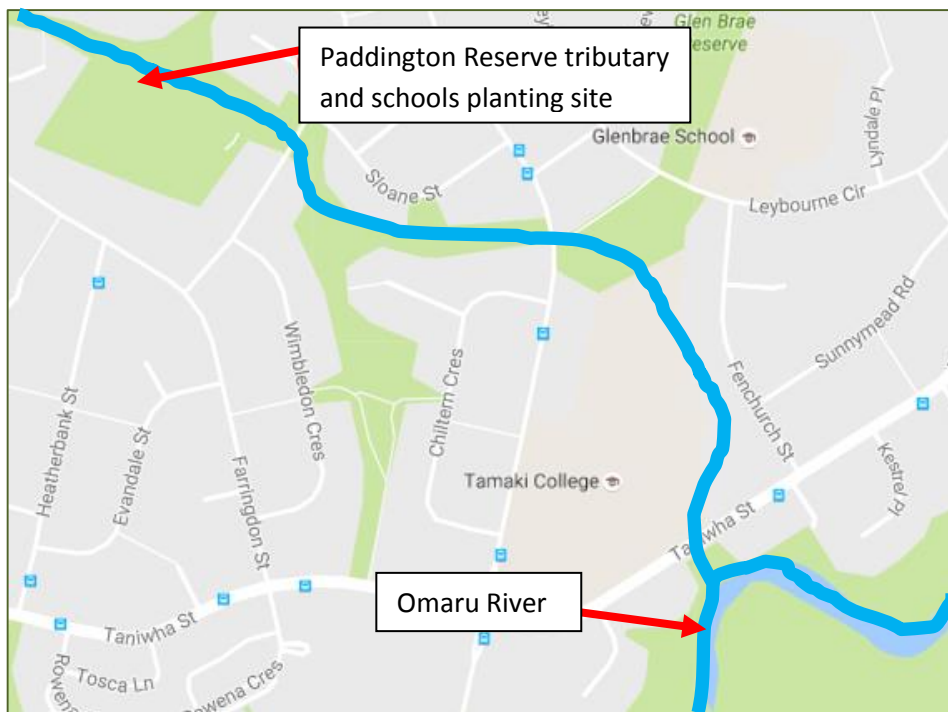 Glen Brae
Reserve
Paddington Reserve tributary
and schools planting site
Glenbrae School
Lyndale Pl
Sloane St
Leybourne Cir
Sunnymead Rd
Wimbledon Cres
Chiltern Cres
Fenchurch St
Heatherbank St
Evandale St
Farringdon St
Tamaki College
Kestrel Pl
Taniwha St
Omaru River
Taniwha St
Tosca Ln
Rowena Cres